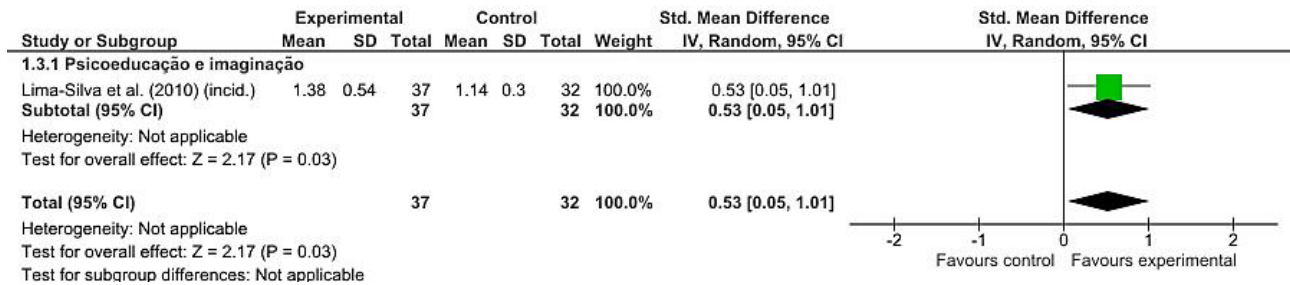 Experimental Control Std. Mean Difference Std. Mean Difference
Study or Subgroup Mean SD Total Mean SD Total Weight IV, Random, 95% CI IV, Random, 95% CI
1.3.1 Psicoeducação e imaginação
Lima-Silva et al. (2010) (incid.) 1.38 0.54 37 1.14 0.3 32 100.0% 0.53 [0.05, 1.01]
Subtotal (95% CI) 37 32 100.0% 0.53 [0.05, 1.01]
Heterogeneity: Not applicable
Test for overall effect: Z = 2.17 (P = 0.03)
Total (95% CI) 37 32 100.0% 0.53 [0.05, 1.01]
Heterogeneity: Not applicable
Test for overall effect: Z = 2.17 (P = 0.03)
Test for subgroup differences: Not applicable
-2 -1 0 1 2
Favours control Favours experimental